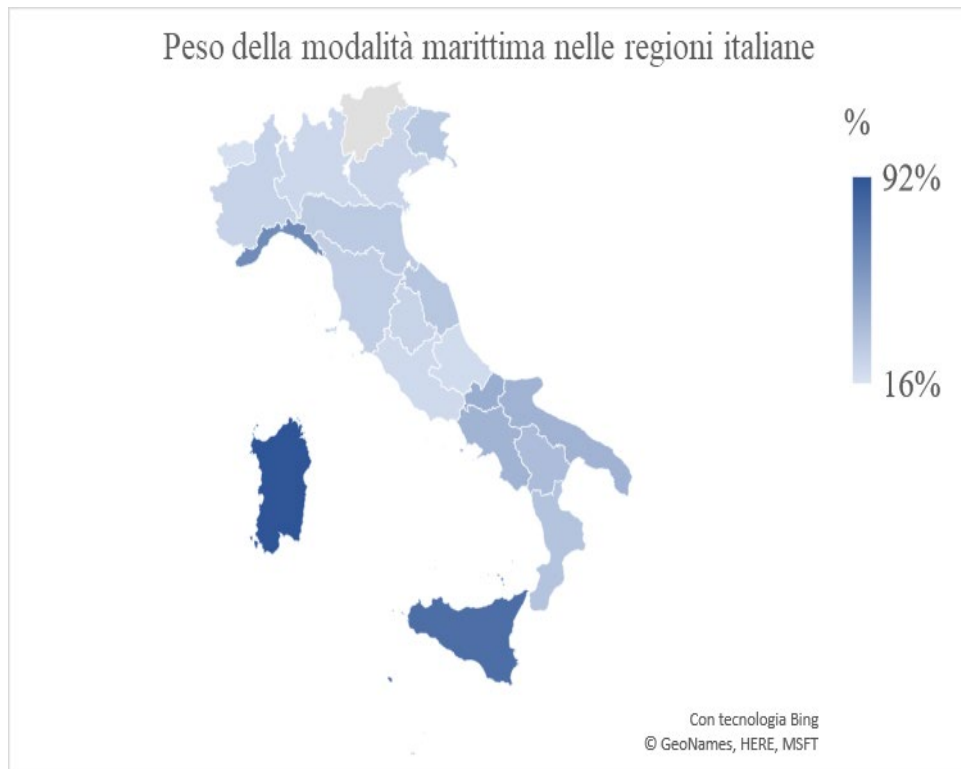 Peso della modalità marittima nelle regioni italiane
%
92%
16%
Con tecnologia Bing
© GeoNames, HERE, MSFT